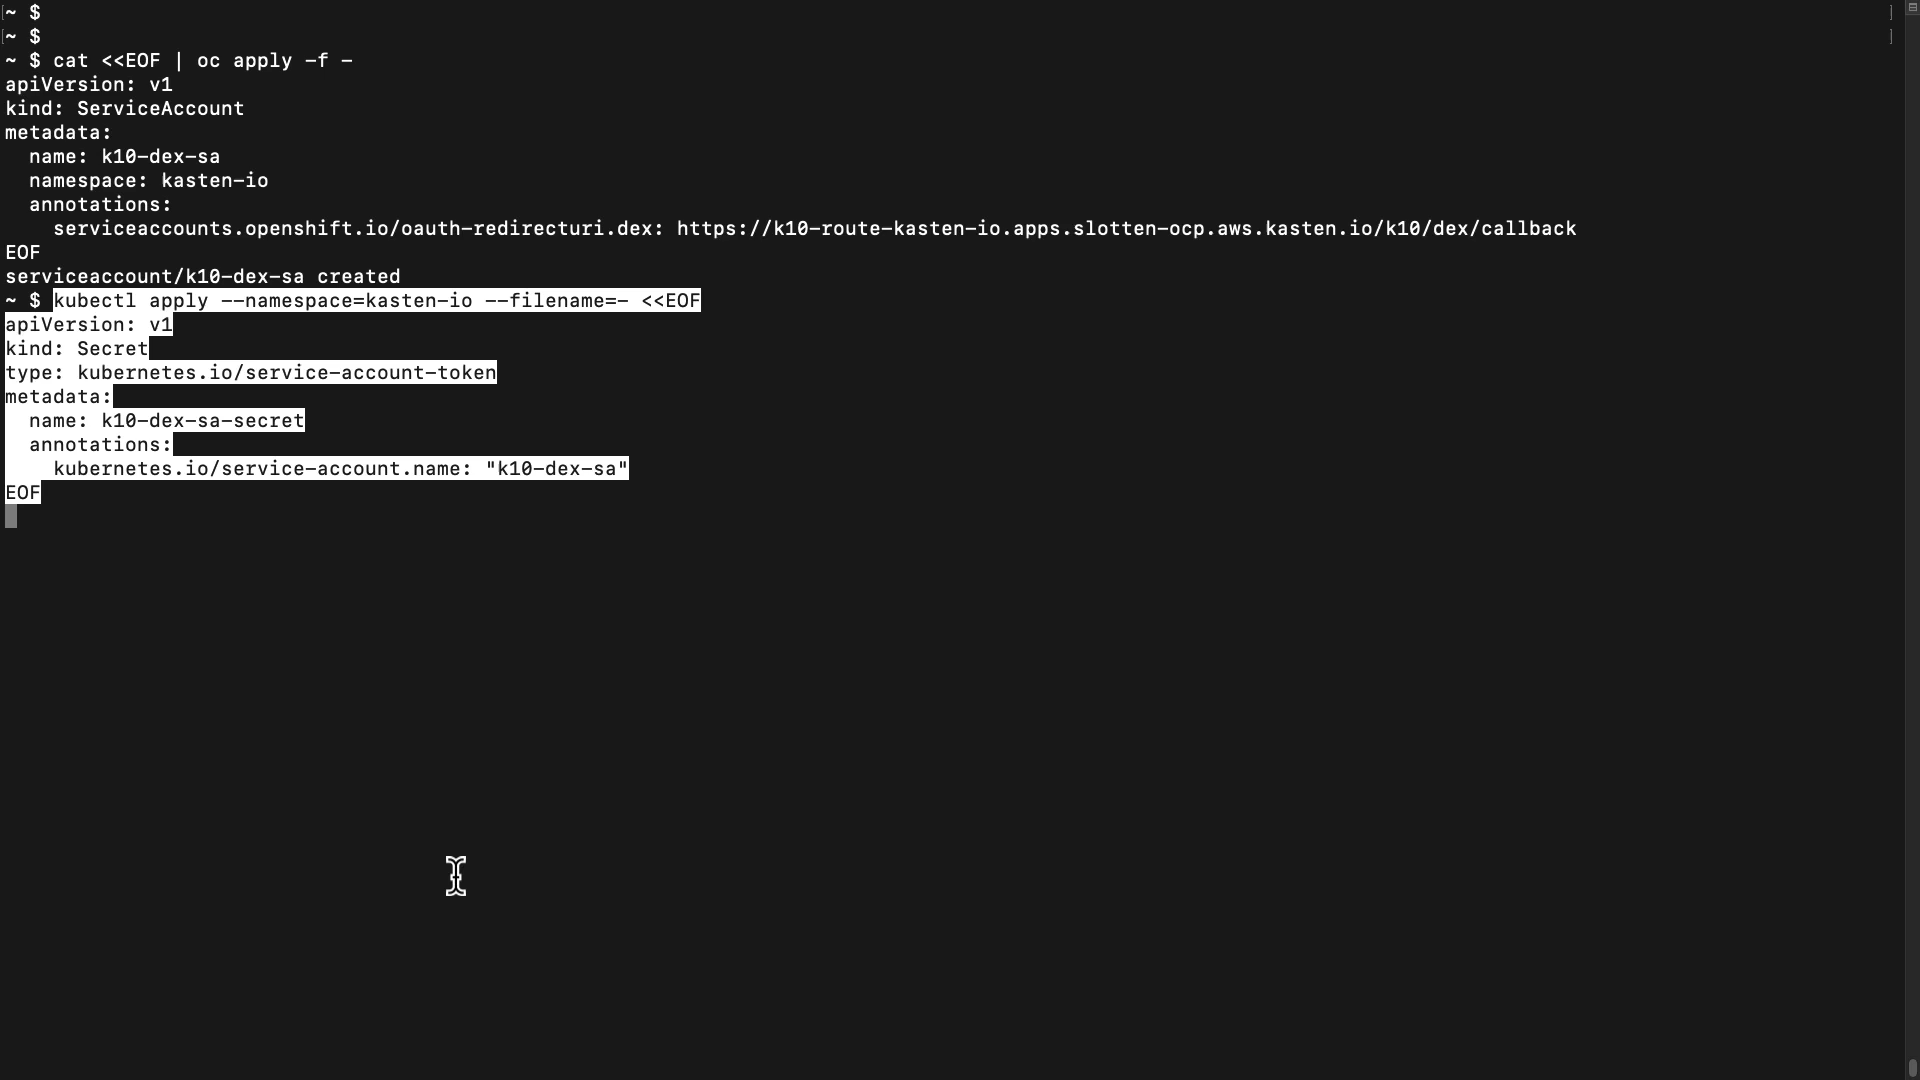 [~ $ ]
[~ $ ]
~ $ cat <<EOF | oc apply -f -
apiVersion: v1
kind: ServiceAccount
metadata:
  name: k10-dex-sa
  namespace: kasten-io
  annotations:
    serviceaccounts.openshift.io/oauth-redirecturi.dex: https://k10-route-kasten-io.apps.slotten-ocp.aws.kasten.io/k10/dex/callback
EOF
serviceaccount/k10-dex-sa created
~ $ kubectl apply --namespace=kasten-io --filename=- <<EOF
apiVersion: v1
kind: Secret
type: kubernetes.io/service-account-token
metadata:
  name: k10-dex-sa-secret
  annotations:
    kubernetes.io/service-account.name: "k10-dex-sa"
EOF